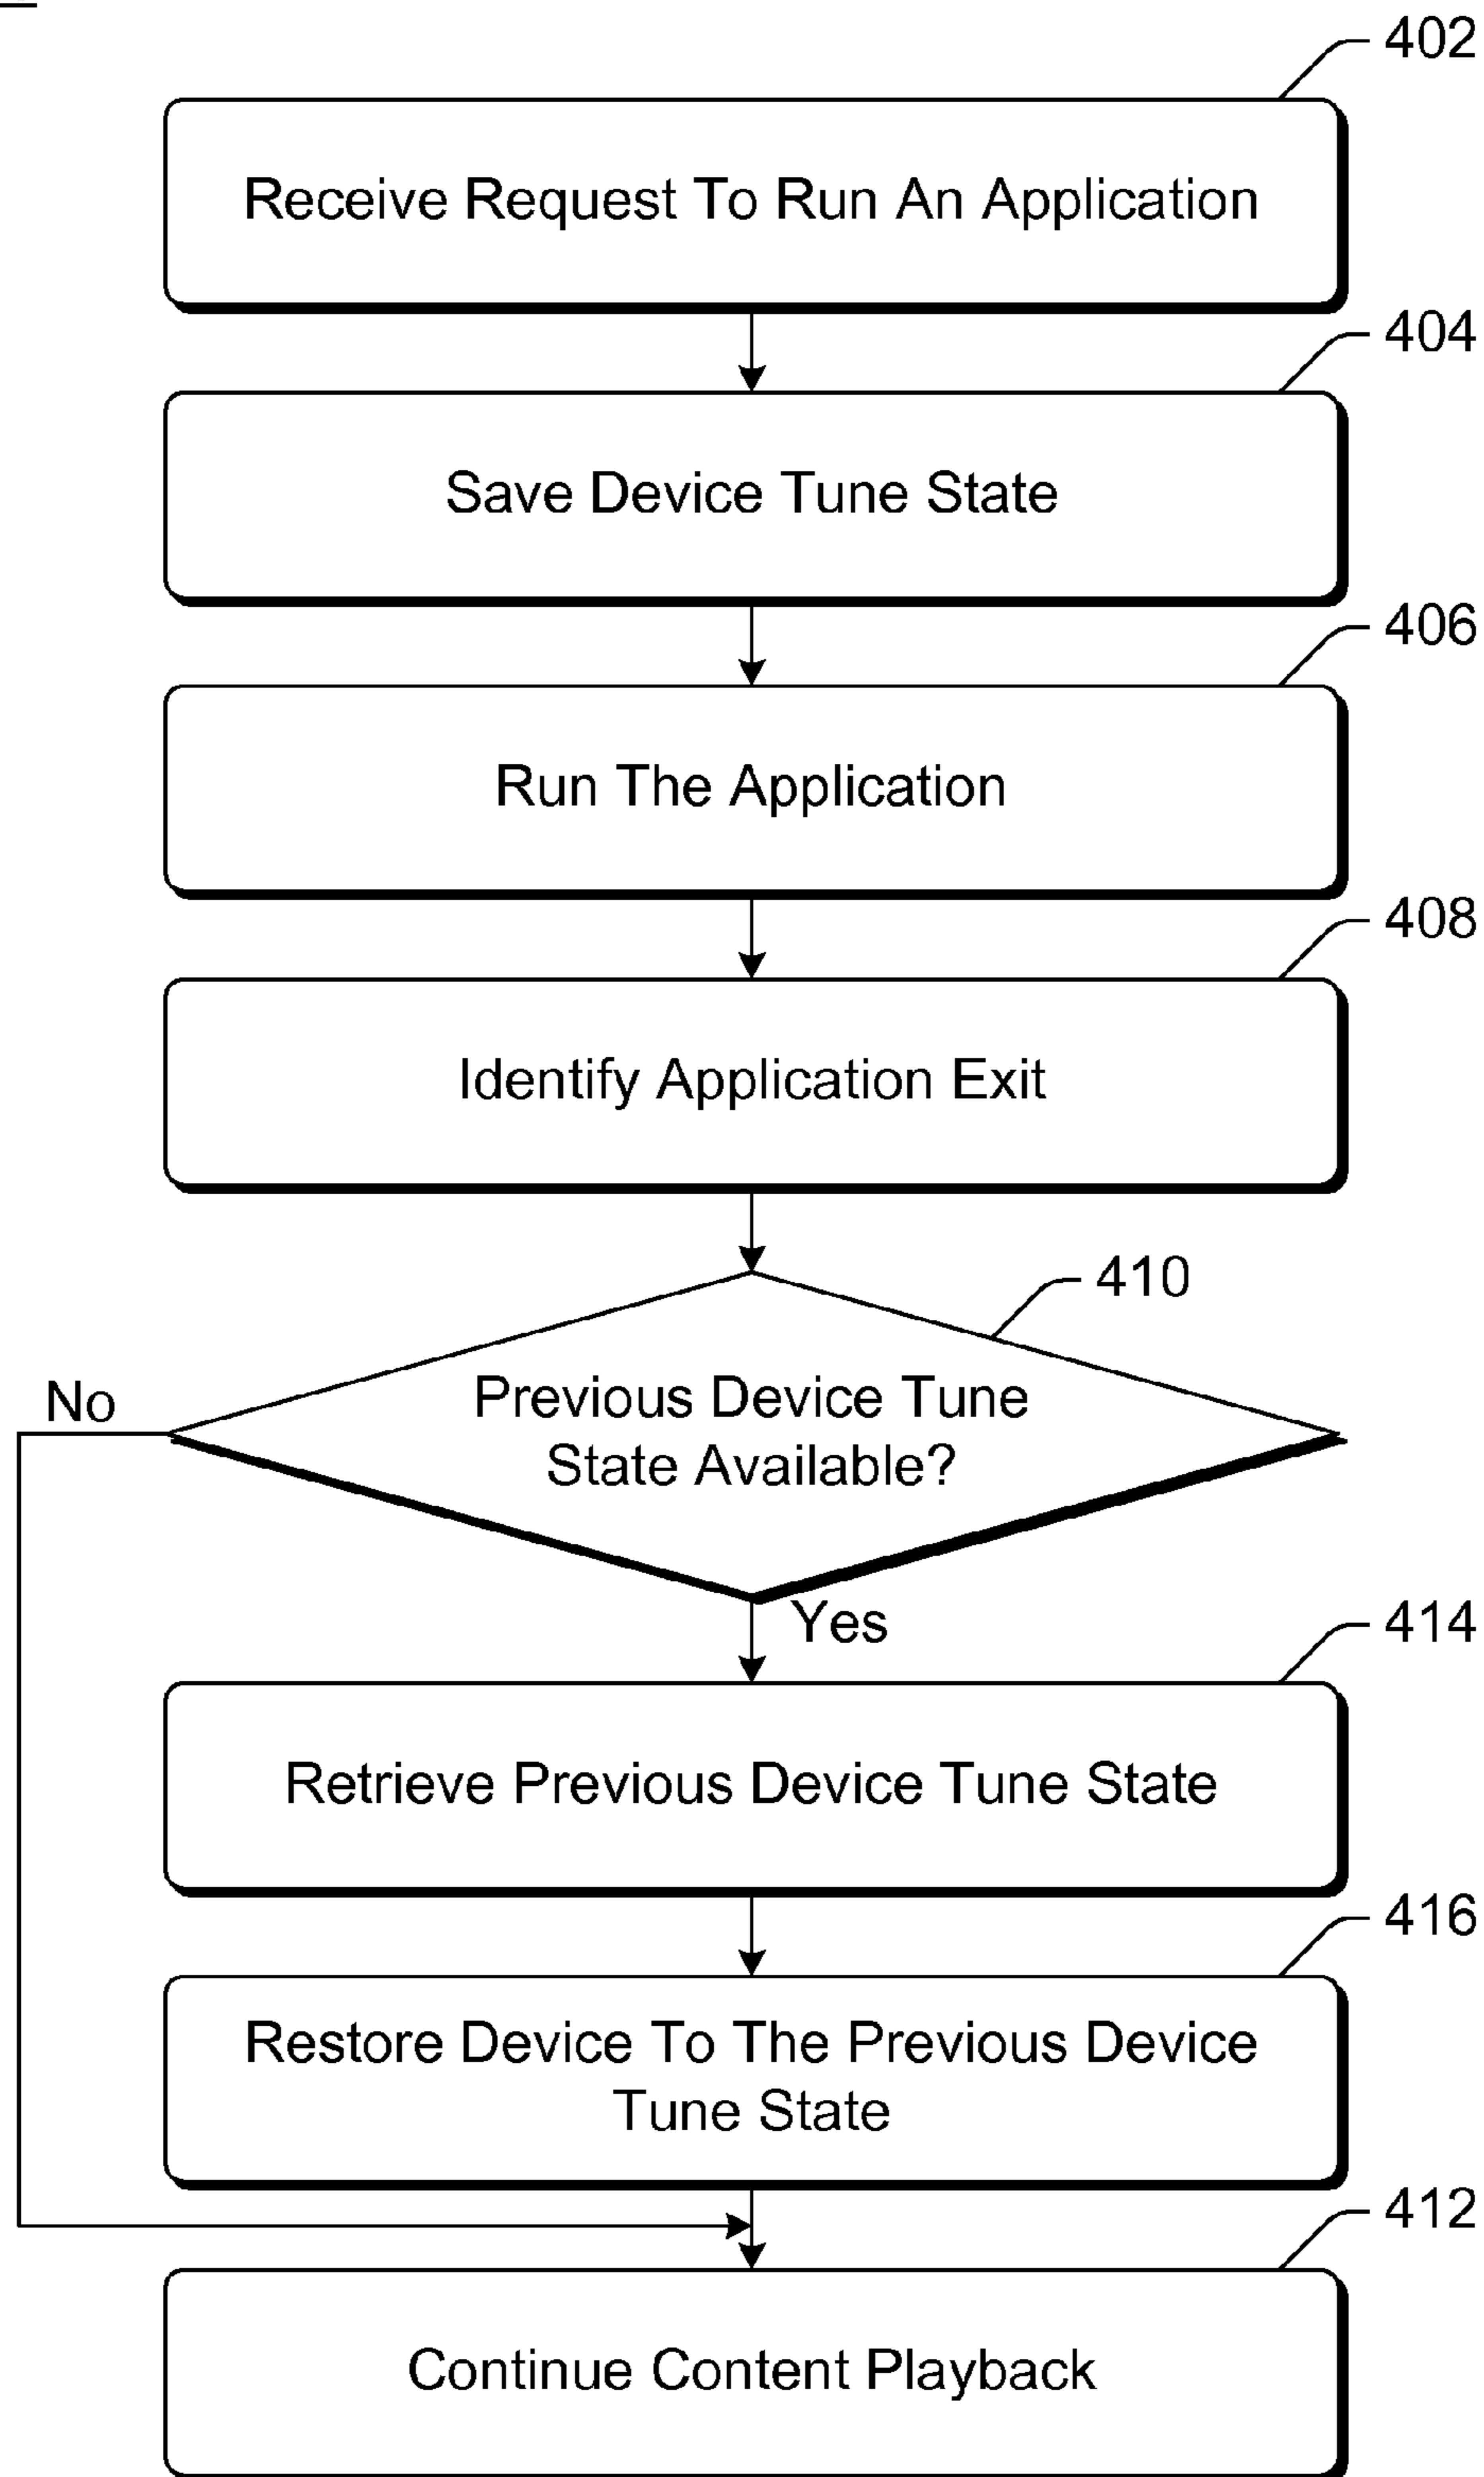 402
Receive Request To Run An Application
404
Save Device Tune State
406
Run The Application
408
Identify Application Exit
410
Previous Device Tune
State Available?
No
Yes
414
Retrieve Previous Device Tune State
416
Restore Device To The Previous Device
Tune State
412
Continue Content Playback